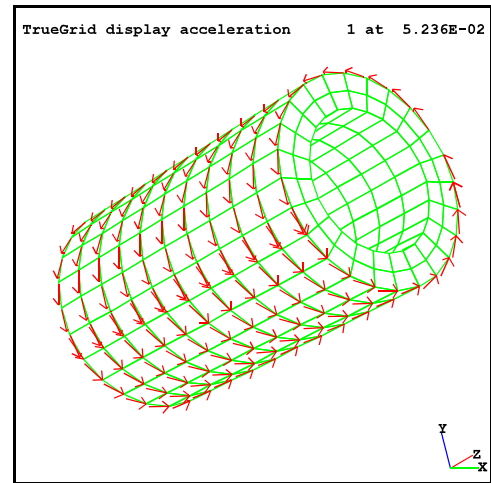 TrueGrid display acceleration 1 at 5.236E-02
Y
Z
X